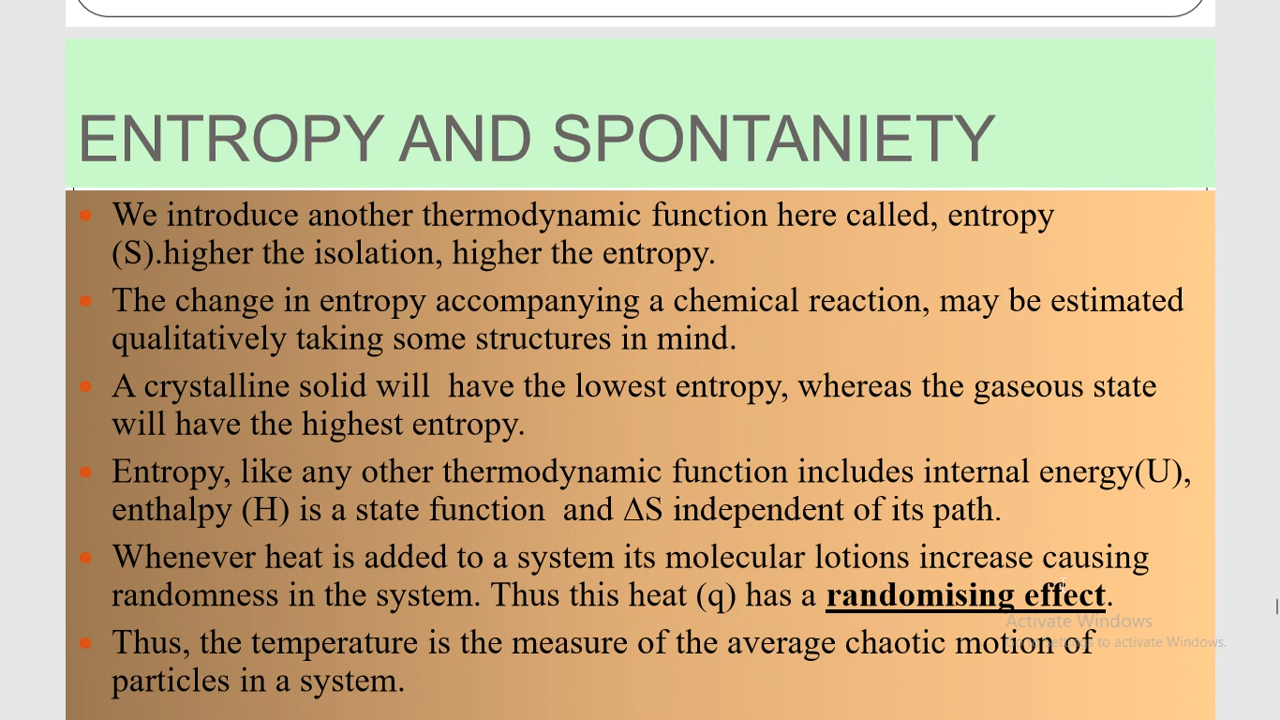 ENTROPY AND SPONTANIETY
• We introduce another thermodynamic function here called, entropy
(S).higher the isolation, higher the entropy.
• The change in entropy accompanying a chemical reaction, may be estimated
qualitatively taking some structures in mind.
• A crystalline solid will  have the lowest entropy, whereas the gaseous state
will have the highest entropy.
• Entropy, like any other thermodynamic function includes internal energy(U),
enthalpy (H) is a state function  and ΔS independent of its path.
• Whenever heat is added to a system its molecular lotions increase causing
randomness in the system. Thus this heat (q) has a randomising effect.
Activate Windows
• Thus, the temperature is the measure of the average chaotic motion of
to activate Windows.
particles in a system.